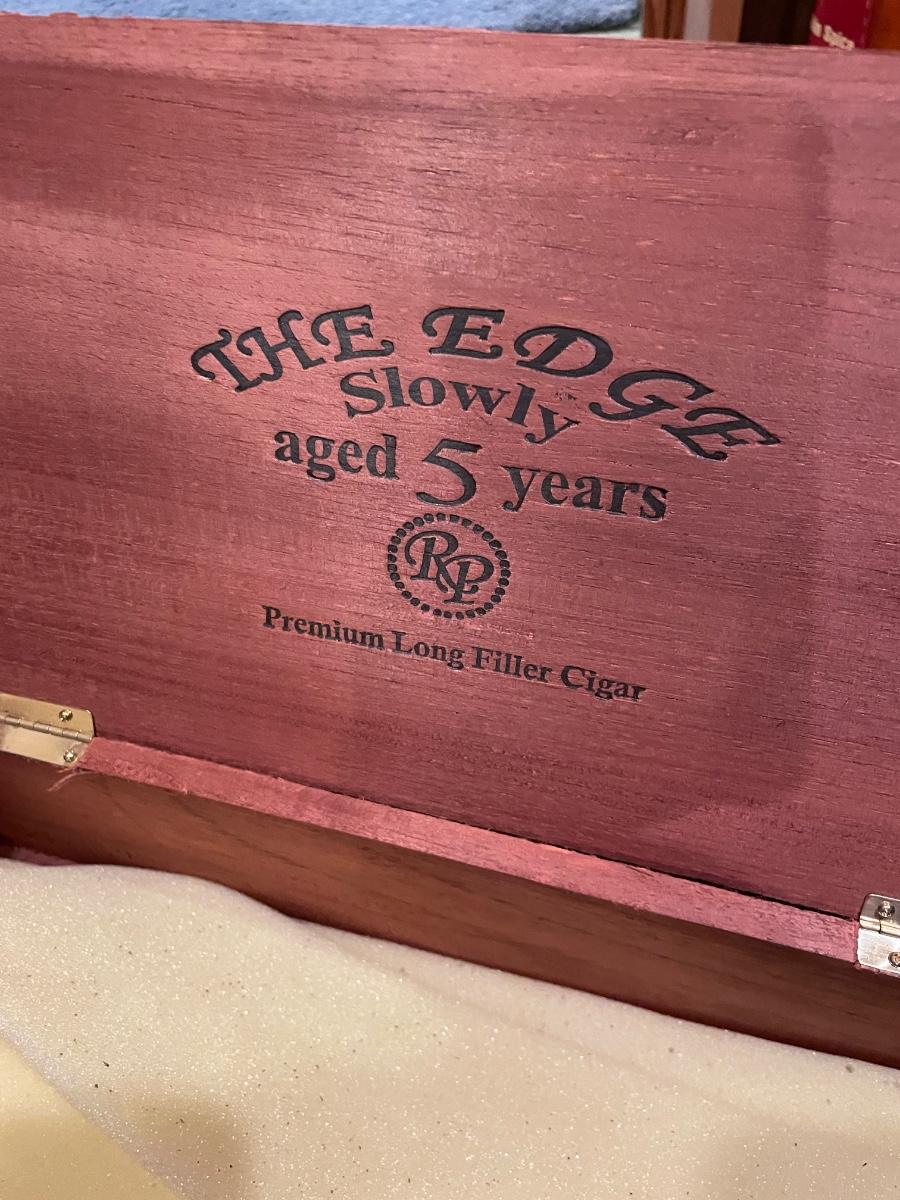 THE EDGE
Slowly
aged 5 years
RP
Premium Long Filler Cigar